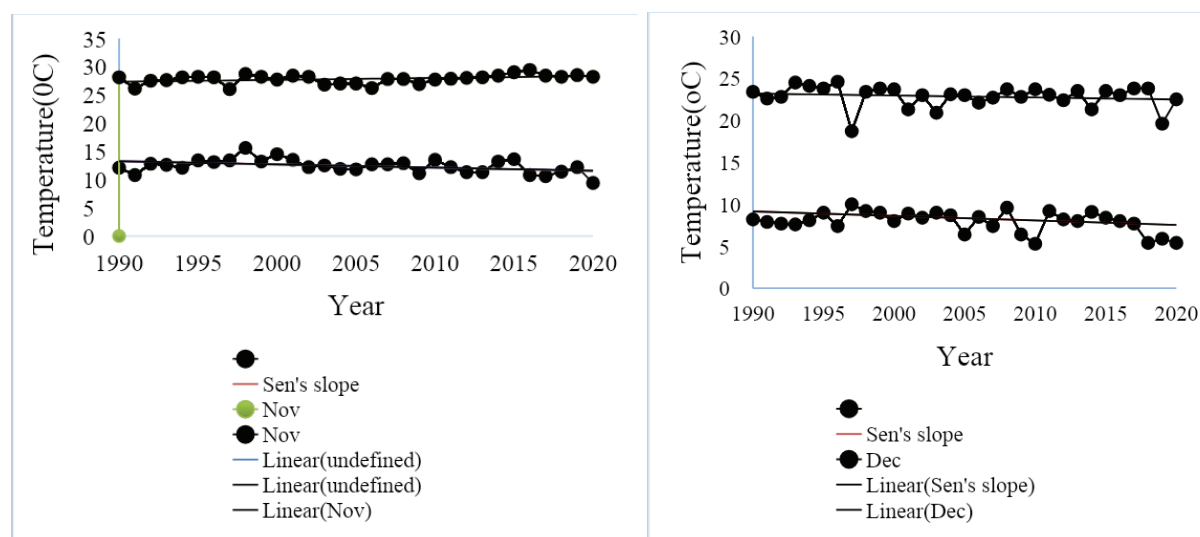 35
30
25
20
15
10
5
0
Temperature(0C)
1990 1995 2000 2005 2010 2015 2020
Year
Sen's slope
Nov
Nov
Linear(undefined)
Linear(undefined)
Linear(Nov)
30
25
20
15
10
5
0
Temperature(oC)
1990 1995 2000 2005 2010 2015 2020
Year
Sen's slope
Dec
Linear(Sen's slope)
Linear(Dec)